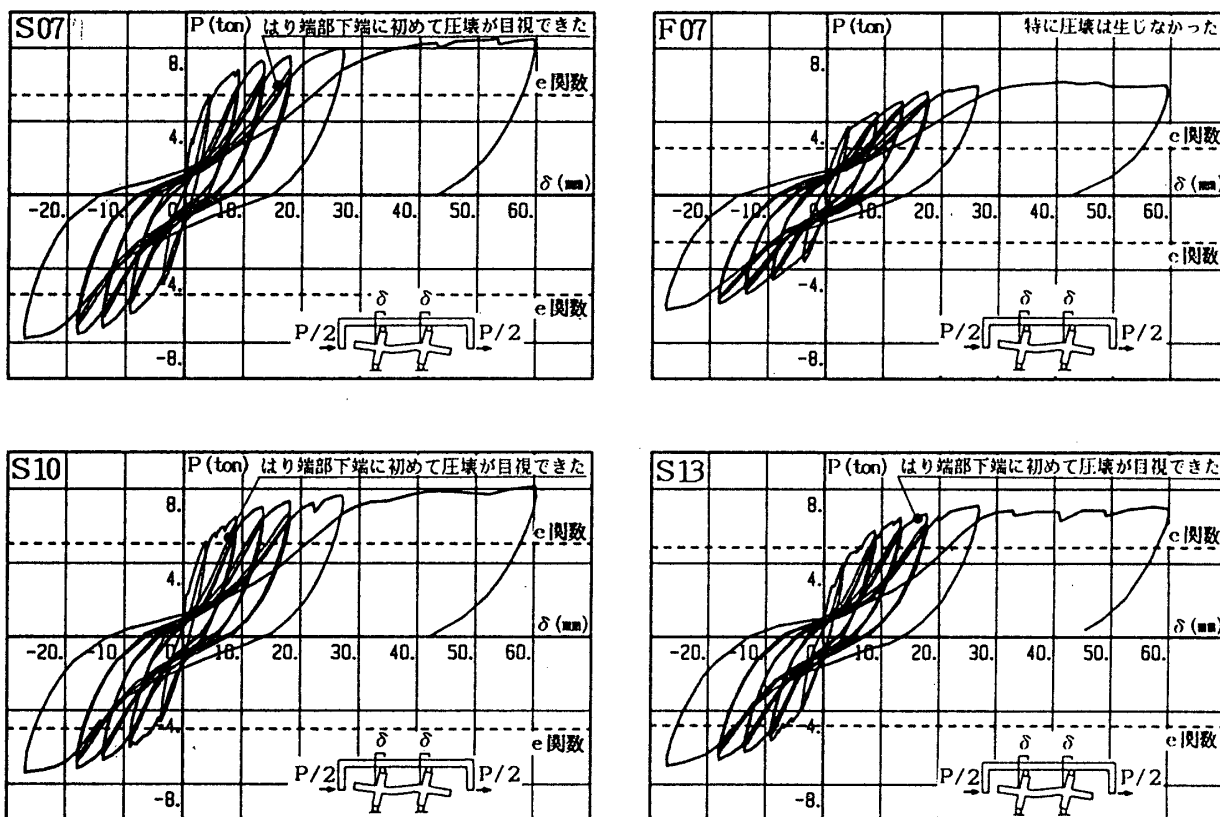 S07 P(ton) はり端部下端に初めて圧壊が目視できた
8.
e関数
4.
δ(mm)
-20. -10. 0. 10. 20. 30. 40. 50. 60.
-4.
e関数
δ δ
P/2 P/2
-8.
F07 P(ton) 特に圧壊は生じなかった
8.
4.
e関数
δ(mm)
-20. -10. 0. 10. 20. 30. 40. 50. 60.
e関数
-4.
δ δ
P/2 P/2
-8.
S10 P(ton) はり端部下端に初めて圧壊が目視できた
8.
e関数
4.
δ(mm)
-20. -10. 0. 10. 20. 30. 40. 50. 60.
-4.
e関数
δ δ
P/2 P/2
-8.
S13 P(ton) はり端部下端に初めて圧壊が目視できた
8.
e関数
4.
δ(mm)
-20. -10. 0. 10. 20. 30. 40. 50. 60.
-4.
e関数
δ δ
P/2 P/2
-8.